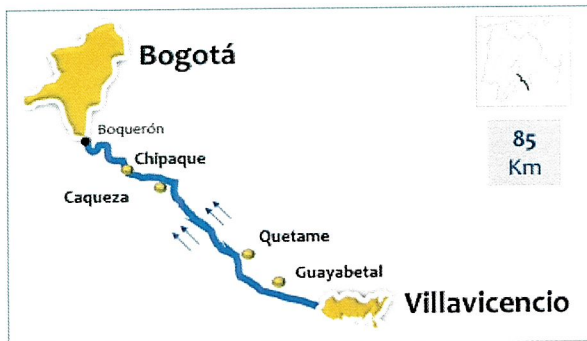 Bogotá
Boquerón
Chipaque
Caqueza
Quetame
Guayabetal
Villavicencio
85
Km